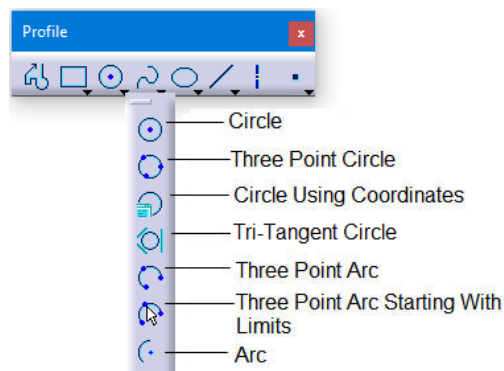 Profile
Circle
Three Point Circle
Circle Using Coordinates
Tri-Tangent Circle
Three Point Arc
Three Point Arc Starting With
Limits
Arc